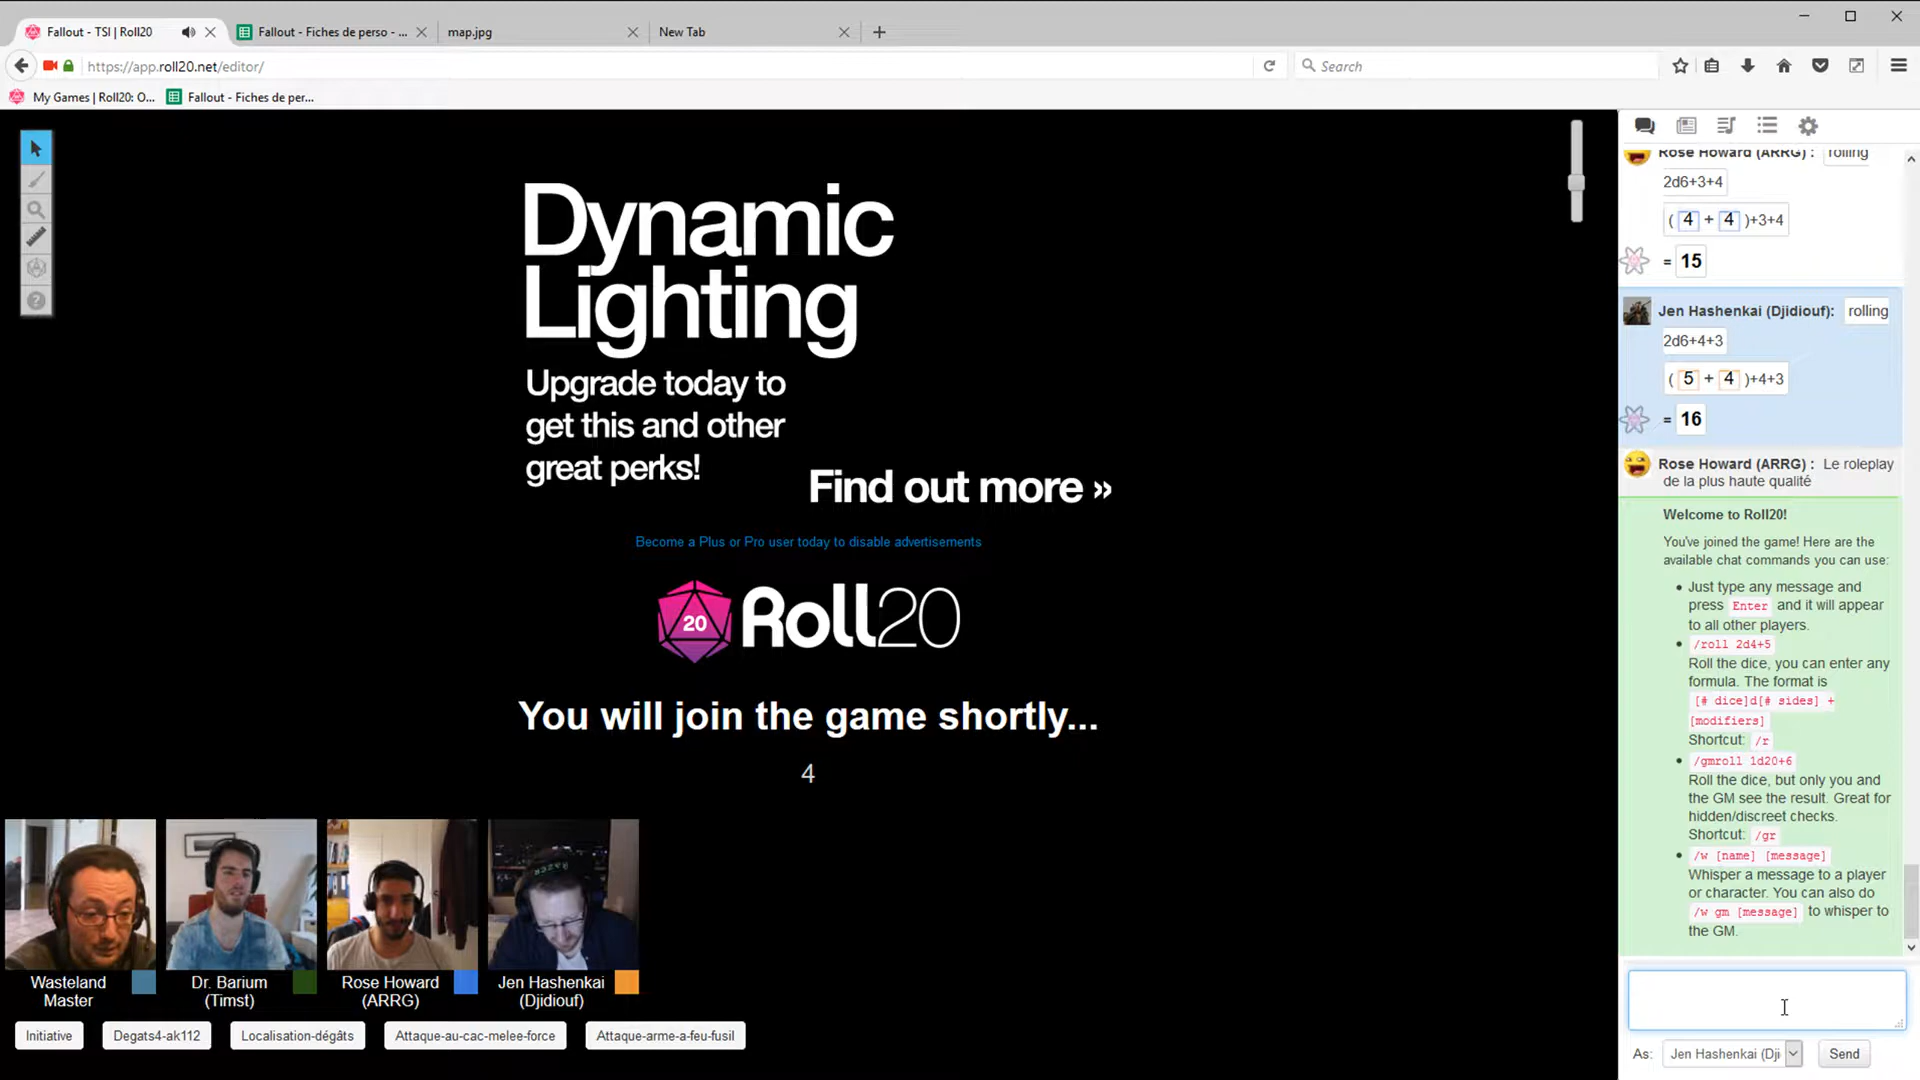 Fallout - TSI | Roll20
Fallout - Fiches de perso - ...
map.jpg
New Tab
https://app.roll20.net/editor/
Search
My Games | Roll20: O...
Fallout - Fiches de per...
Dynamic
Lighting
Upgrade today to
get this and other
great perks!
Find out more »
Become a Plus or Pro user today to disable advertisements
20
Roll20
You will join the game shortly...
4
Wasteland
Master
Dr. Barium
(Timst)
Rose Howard
(ARRG)
Jen Hashenkai
(Djidiouf)
Initiative
Degats4-ak112
Localisation-dégâts
Attaque-au-cac-melee-force
Attaque-arme-a-feu-fusil
Rose Howard (ARRG) : rolling
2d6+3+4
( 4 + 4 )+3+4
= 15
Jen Hashenkai (Djidiouf): rolling
2d6+4+3
( 5 + 4 )+4+3
= 16
Rose Howard (ARRG) : Le roleplay
de la plus haute qualité
Welcome to Roll20!
You've joined the game! Here are the
available chat commands you can use:
• Just type any message and
press Enter and it will appear
to all other players.
• /roll 2d4+5
Roll the dice, you can enter any
formula. The format is
[# dice]d[# sides] +
[modifiers]
Shortcut: /r
• /gmroll 1d20+6
Roll the dice, but only you and
the GM see the result. Great for
hidden/discreet checks.
Shortcut: /gr
• /w [name] [message]
Whisper a message to a player
or character. You can also do
/w gm [message] to whisper to
the GM.
As: Jen Hashenkai (Dji
Send